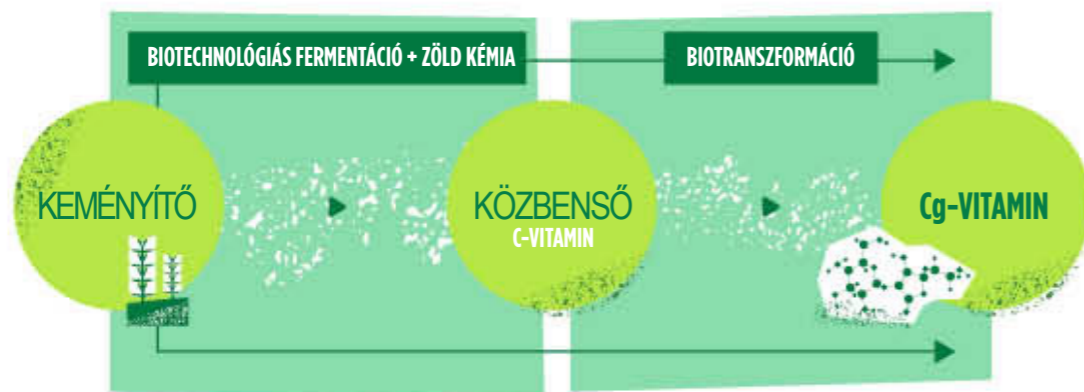 BIOTECHNOLÓGIÁS FERMENTÁCIÓ + ZÖLD KÉMIA
BIOTRANSZFORMÁCIÓ
KEMÉNYÍTŐ
KÖZBENSŐ
C-VITAMIN
Cg-VITAMIN